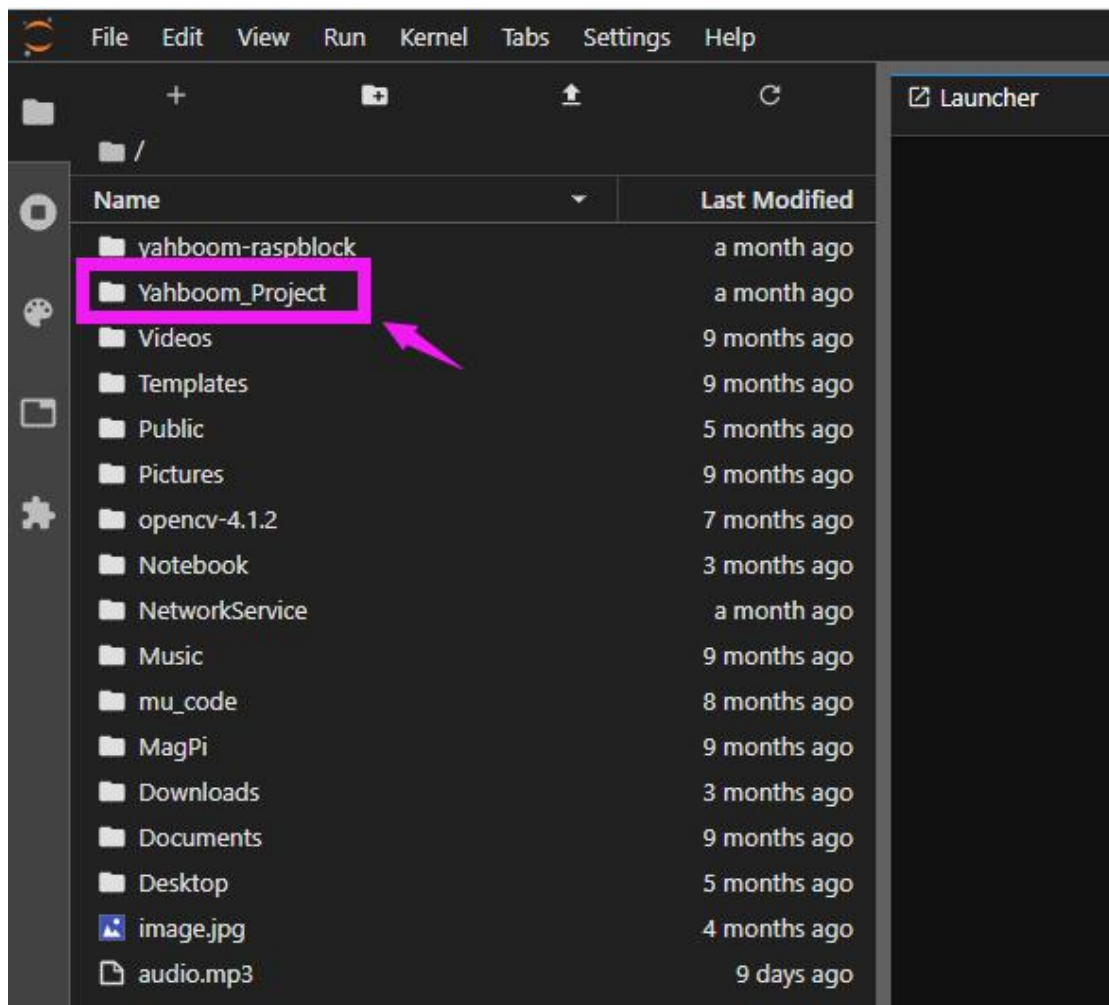 File Edit View Run Kernel Tabs Settings Help
Launcher
/
Name Last Modified
yahboom-raspblock a month ago
Yahboom_Project a month ago
Videos 9 months ago
Templates 9 months ago
Public 5 months ago
Pictures 9 months ago
opencv-4.1.2 7 months ago
Notebook 3 months ago
NetworkService a month ago
Music 9 months ago
mu_code 8 months ago
MagPi 9 months ago
Downloads 3 months ago
Documents 9 months ago
Desktop 5 months ago
image.jpg 4 months ago
audio.mp3 9 days ago